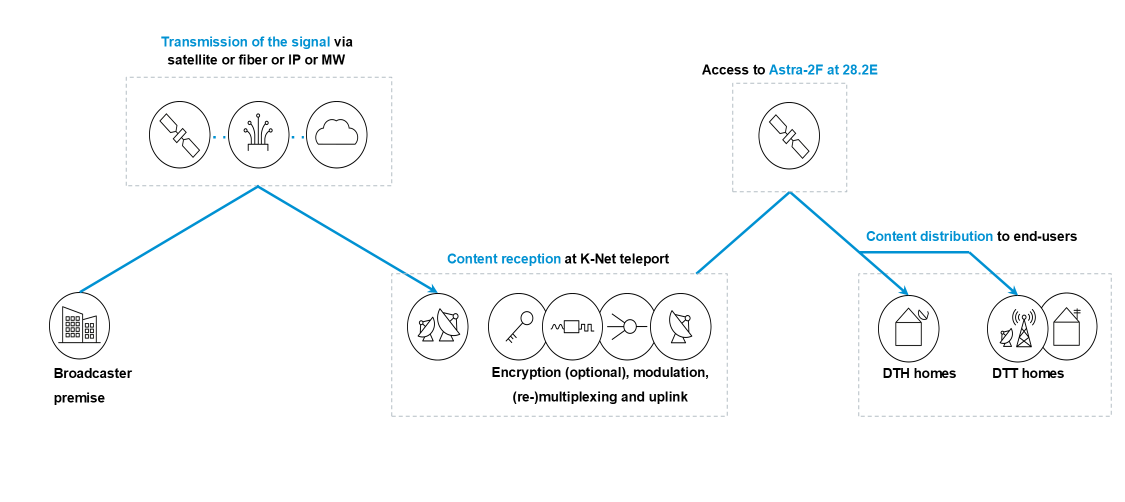 Transmission of the signal via
satellite or fiber or IP or MW
Access to Astra-2F at 28.2E
Content distribution to end-users
Content reception at K-Net teleport
Broadcaster
premise
Encryption (optional), modulation,
(re-)multiplexing and uplink
DTH homes
DTT homes